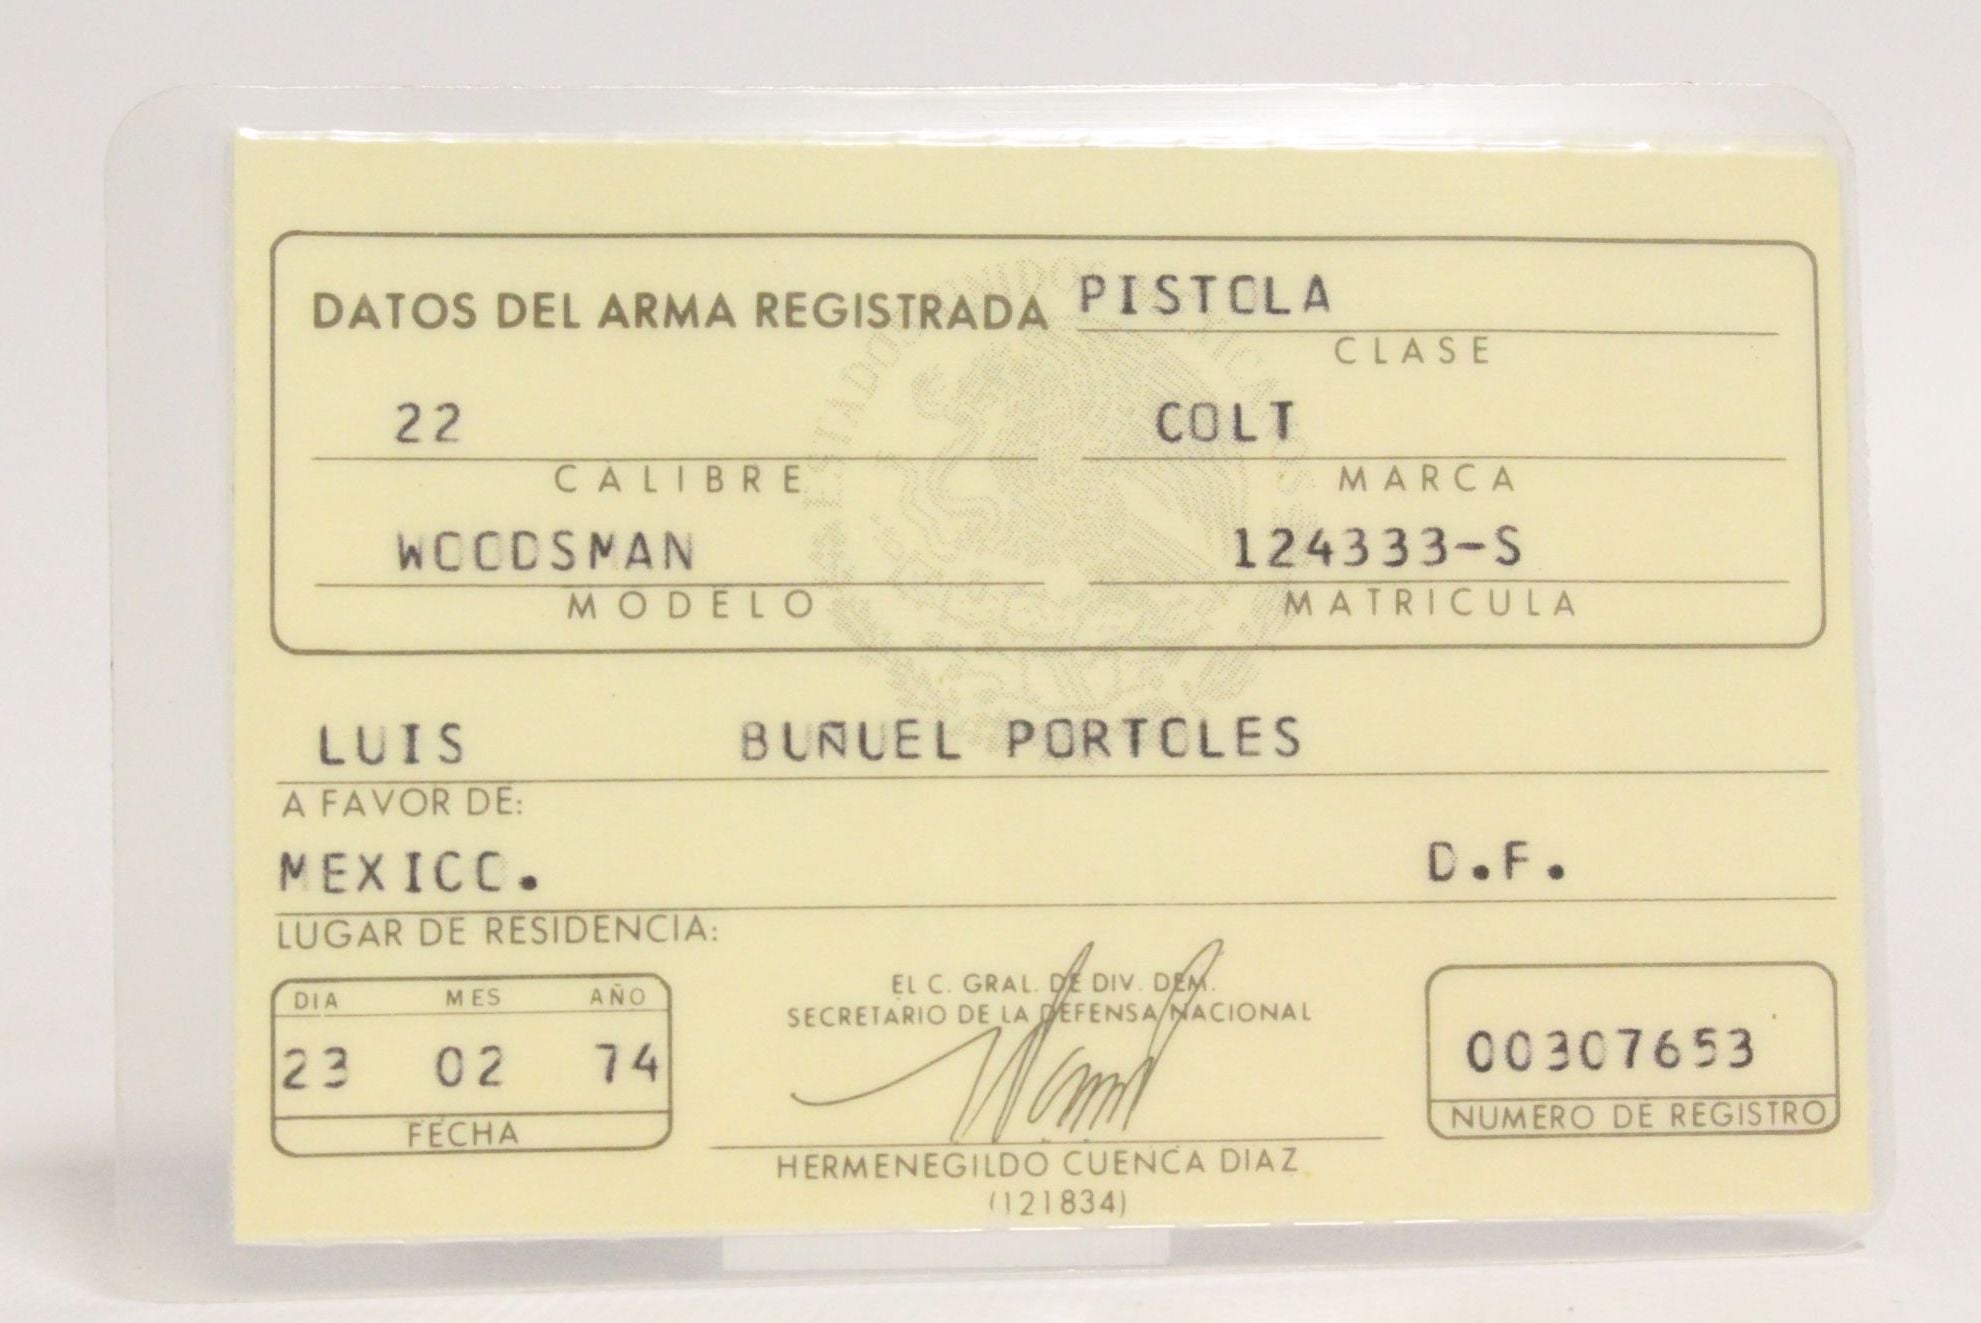 DATOS DEL ARMA REGISTRADA PISTOLA
CLASE
22 COLT
CALIBRE MARCA
WOODSMAN 124333-S
MODELO MATRICULA
LUIS BUÑUEL PORTOLES
A FAVOR DE:
MEXICO. D.F.
LUGAR DE RESIDENCIA:
DIA MES AÑO
23 02 74
FECHA
EL C. GRAL. DE DIV. DEM.
SECRETARIO DE LA DEFENSA NACIONAL
HERMENEGILDO CUENCA DIAZ
(121834)
00307653
NUMERO DE REGISTRO